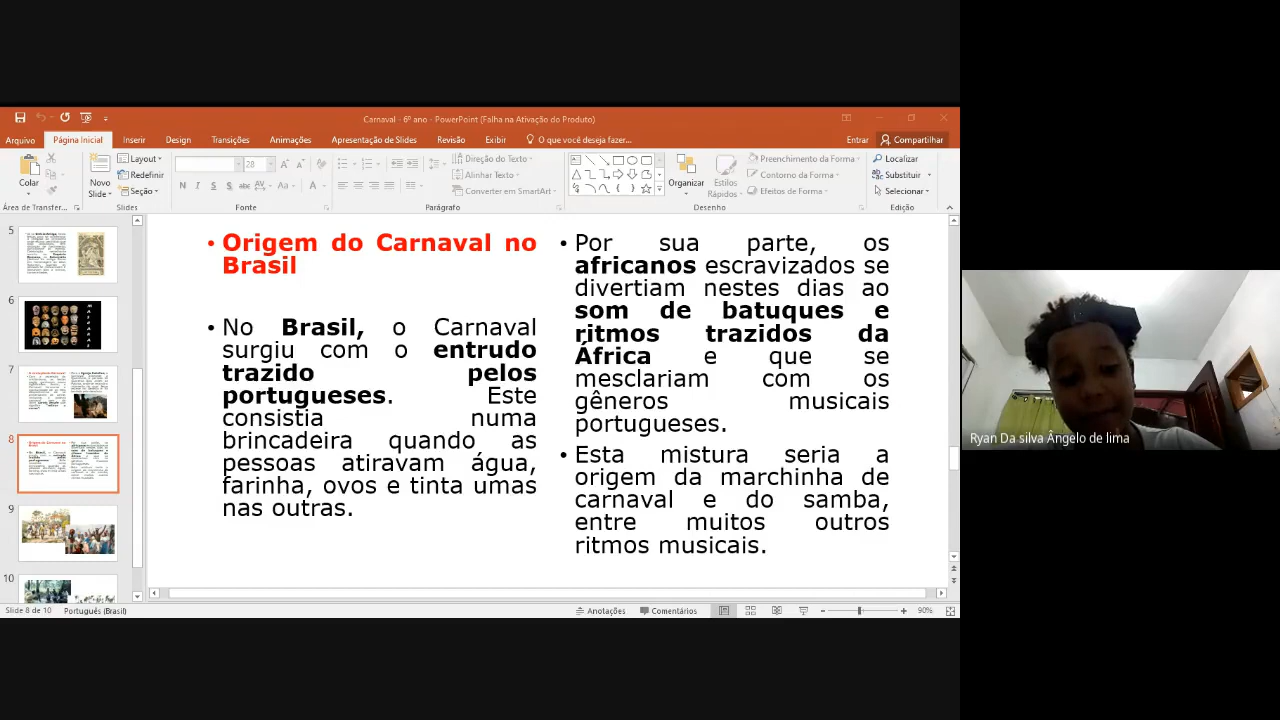 Carnaval - 6º ano - PowerPoint (Falha na Ativação do Produto)
Arquivo Página Inicial Inserir Design Transições Animações Apresentação de Slides Revisão Exibir O que você deseja fazer... Entrar Compartilhar
Colar
Novo Slide
Layout
Redefinir
Seção
28
Direção do Texto
Alinhar Texto
Converter em SmartArt
Organizar
Estilos Rápidos
Preenchimento da Forma
Contorno da Forma
Efeitos de Forma
Localizar
Substituir
Selecionar
Área de Transfer... Slides Fonte Parágrafo Desenho Edição
5
6
7
8
9
10
• Origem do Carnaval no
Brasil
• No Brasil, o Carnaval
surgiu com o entrudo
trazido pelos
portugueses. Este
consistia numa
brincadeira quando as
pessoas atiravam água,
farinha, ovos e tinta umas
nas outras.
• Por sua parte, os
africanos escravizados se
divertiam nestes dias ao
som de batuques e
ritmos trazidos da
África e que se
mesclariam com os
gêneros musicais
portugueses.
• Esta mistura seria a
origem da marchinha de
carnaval e do samba,
entre muitos outros
ritmos musicais.
Slide 8 de 10 Português (Brasil) Anotações Comentários 90%
Ryan Da silva Ângelo de lima